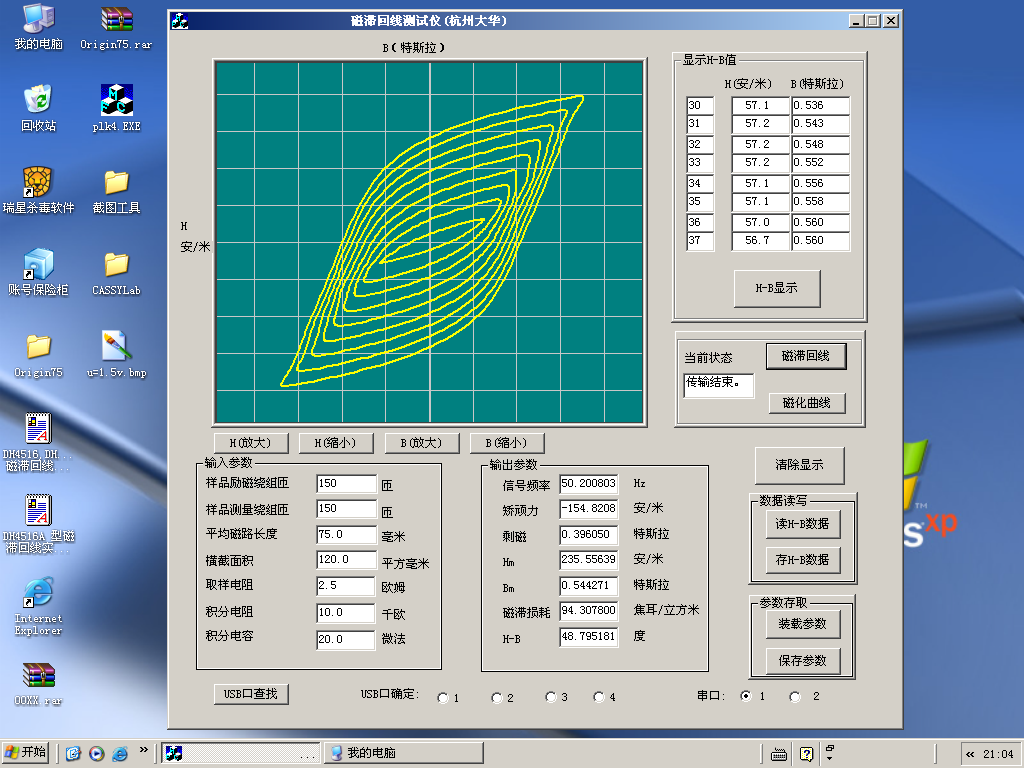 磁滞回线测试仪(杭州大华)
我的电脑
Origin75.rar
回收站
plk4.EXE
瑞星杀毒软件
截图工具
账号保险柜
CASSYLab
Origin75
u=1.5v.bmp
DH4516_DH...
磁滞回线...
DH4516A_型磁
滞回线实...
Internet
Explorer
OOXX.rar
B(特斯拉)
H
安/米
H(放大)
H(缩小)
B(放大)
B(缩小)
显示H-B值
H(安/米) B(特斯拉)
30 57.1 0.536
31 57.2 0.543
32 57.2 0.548
33 57.2 0.552
34 57.1 0.556
35 57.1 0.558
36 57.0 0.560
37 56.7 0.560
H-B显示
当前状态
传输结束。
磁滞回线
磁化曲线
输入参数
样品励磁绕组匝 150 匝
样品测量绕组匝 150 匝
平均磁路长度 75.0 毫米
横截面积 120.0 平方毫米
取样电阻 2.5 欧姆
积分电阻 10.0 千欧
积分电容 20.0 微法
输出参数
信号频率 50.200803 Hz
矫顽力 -154.8208 安/米
剩磁 0.396050 特斯拉
Hm 235.55639 安/米
Bm 0.544271 特斯拉
磁滞损耗 94.307800 焦耳/立方米
H-B 48.795181 度
清除显示
数据读写
读H-B数据
存H-B数据
参数存取
装载参数
保存参数
USB口查找
USB口确定: 1 2 3 4
串口: 1 2
TM
s xp
开始
»
...
我的电脑
« 21:04